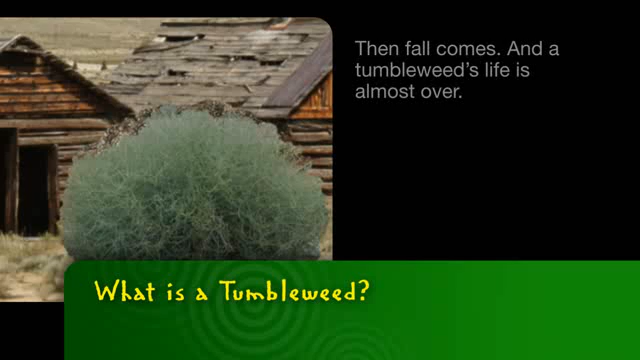 Then fall comes. And a
tumbleweed's life is
almost over.
What is a Tumbleweed?